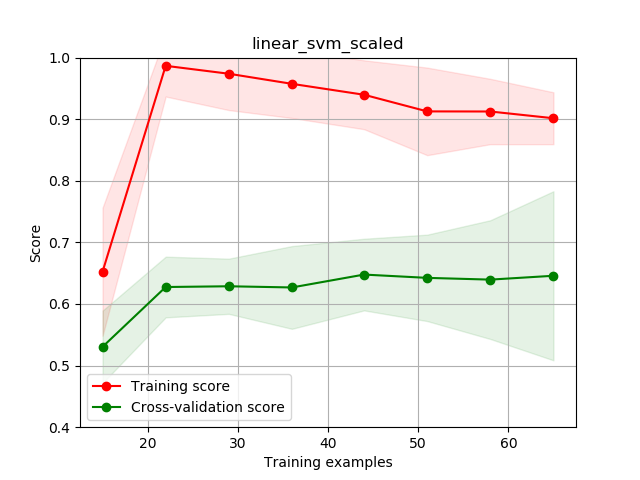 linear_svm_scaled
1.0
0.9
0.8
0.7
0.6
0.5
0.4
Score
Training score
Cross-validation score
20 30 40 50 60
Training examples